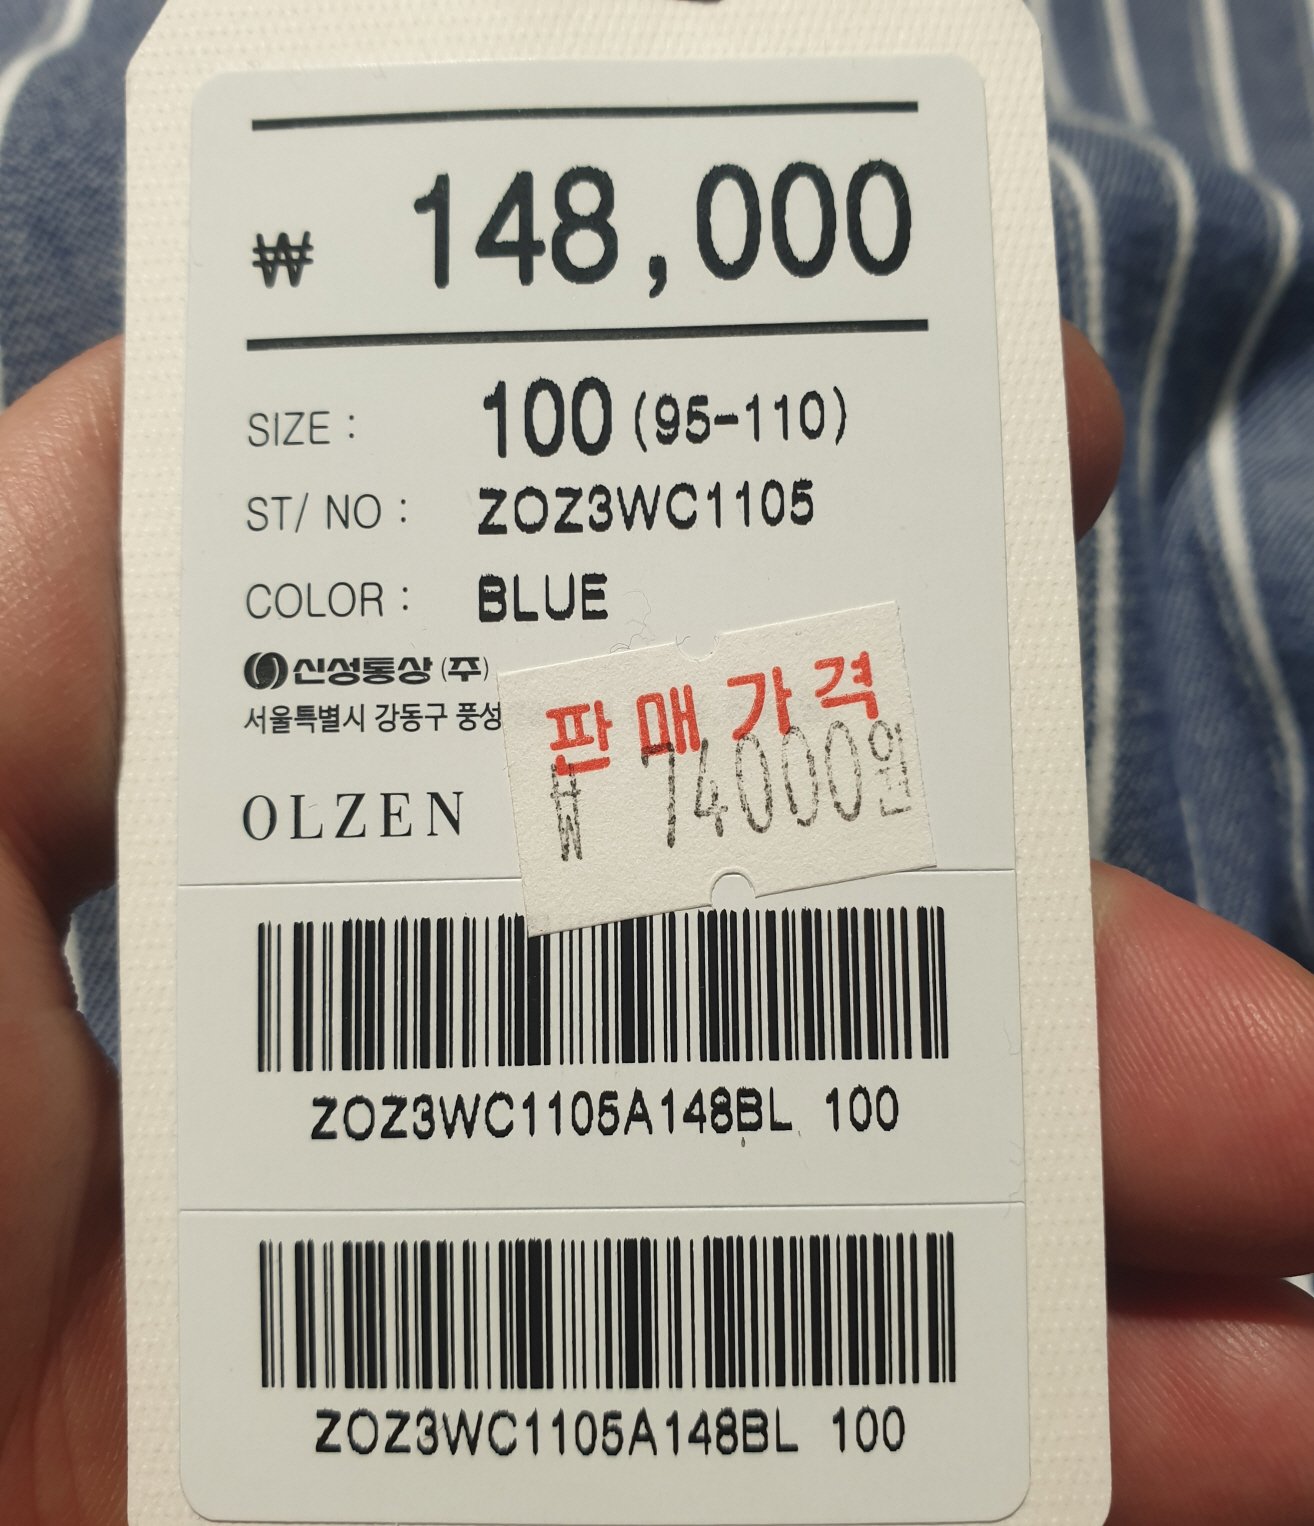 ₩ 148,000
SIZE : 100 (95-110)
ST/ NO : ZOZ3WC1105
COLOR : BLUE
신성통상 (주)
서울특별시 강동구 풍성
판매가격
₩ 74000원
OLZEN
ZOZ3WC1105A148BL 100
ZOZ3WC1105A148BL 100